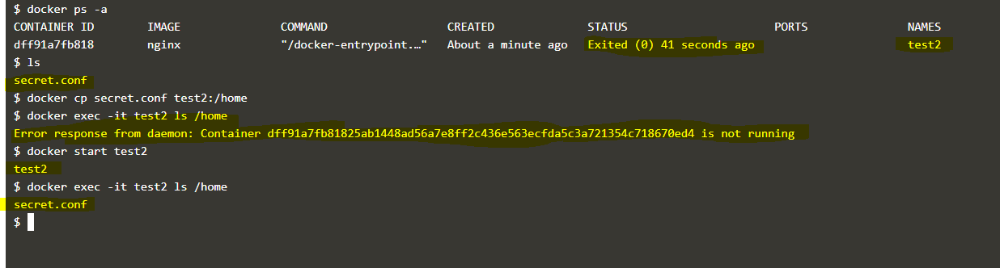 $ docker ps -a
CONTAINER ID IMAGE COMMAND CREATED STATUS PORTS NAMES
dff91a7fb818 nginx "/docker-entrypoint.…" About a minute ago Exited (0) 41 seconds ago test2
$ ls
secret.conf
$ docker cp secret.conf test2:/home
$ docker exec -it test2 ls /home
Error response from daemon: Container dff91a7fb81825ab1448ad56a7e8ff2c436e563ecfda5c3a721354c718670ed4 is not running
$ docker start test2
test2
$ docker exec -it test2 ls /home
secret.conf
$